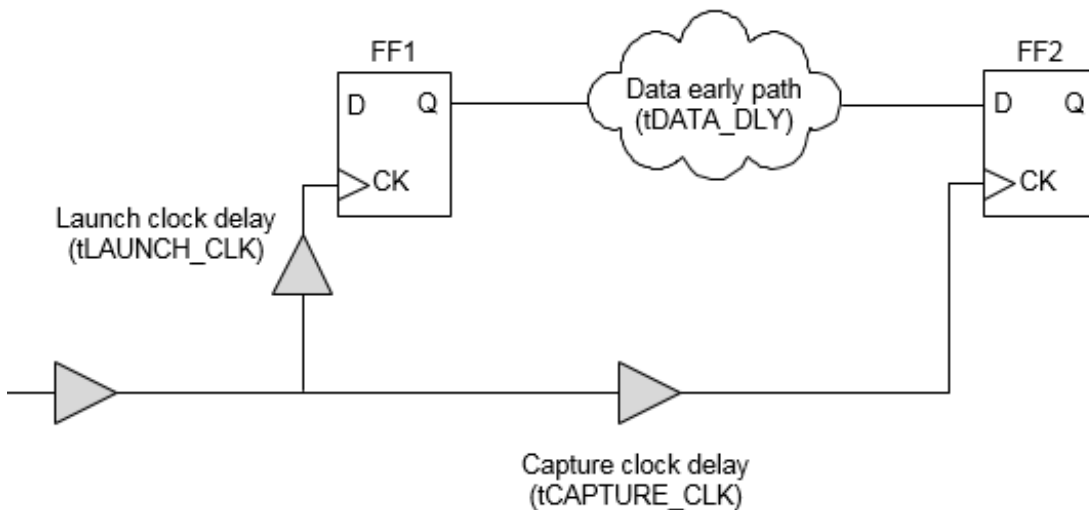 FF1
FF2
D
Q
Data early path
(tDATA_DLY)
D
Q
CK
CK
Launch clock delay
(tLAUNCH_CLK)
Capture clock delay
(tCAPTURE_CLK)